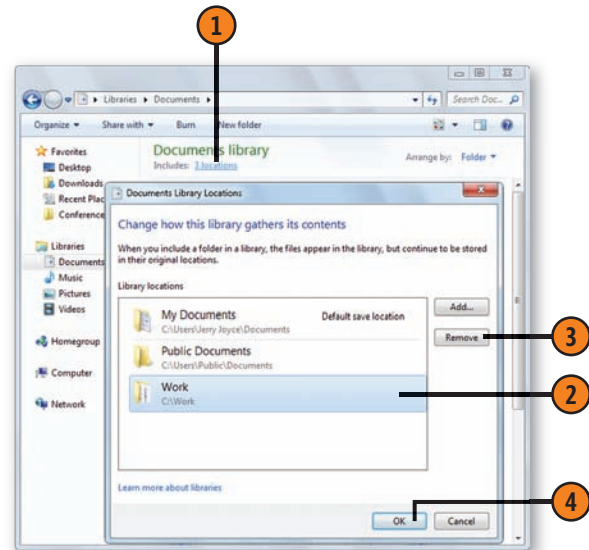 1
Libraries ▸ Documents ▸
Search Doc...
Organize
Share with
Burn
New folder
Favorites
Desktop
Downloads
Recent Plac
Conference
Libraries
Documents
Music
Pictures
Videos
Homegroup
Computer
Network
Documents library
Includes: 3 locations
Arrange by: Folder
Documents Library Locations
Change how this library gathers its contents
When you include a folder in a library, the files appear in the library, but continue to be stored
in their original locations.
Library locations
My Documents
Default save location
C:\Users\Jerry Joyce\Documents
Public Documents
C:\Users\Public\Documents
Work
C:\Work
Add...
Remove
3
2
Learn more about libraries
OK
Cancel
4